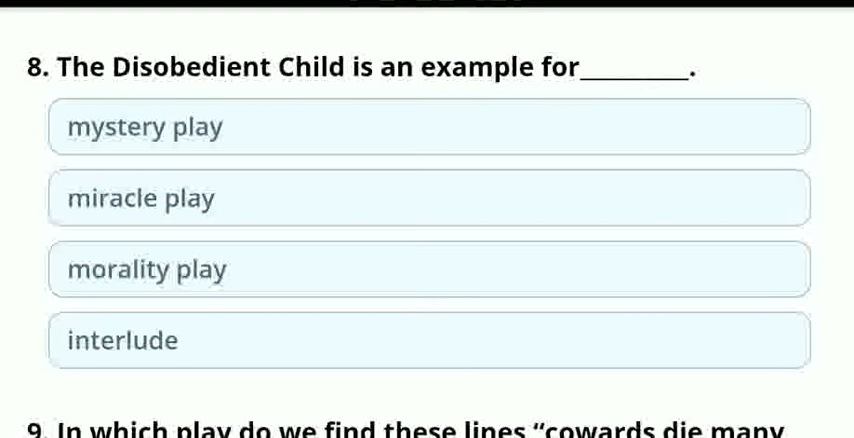 8. The Disobedient Child is an example for_________.
mystery play
miracle play
morality play
interlude
9. In which play do we find these lines “cowards die many